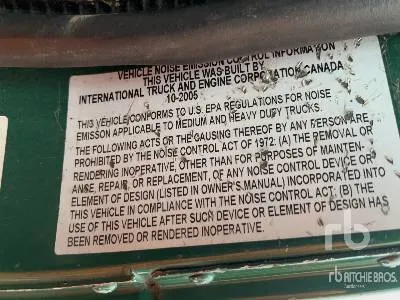 VEHICLE NOISE EMISSION CONTROL INFORMATION
THIS VEHICLE WAS BUILT BY
INTERNATIONAL TRUCK AND ENGINE CORPORATION CANADA
10-2005
THIS VEHICLE CONFORMS TO U.S. EPA REGULATIONS FOR NOISE
EMISSON APPLICABLE TO MEDIUM AND HEAVY DUTY TRUCKS.
THE FOLLOWING ACTS OR THE CAUSING THEREOF BY ANY PERSON ARE
PROHIBITED BY THE NOISE CONTROL ACT OF 1972: (A) THE REMOVAL OR
RENDERING INOPERATIVE, OTHER THAN FOR PURPOSES OF MAINTEN-
ANCE, REPAIR, OR REPLACEMENT, OF ANY NOISE CONTROL DEVICE OR
ELEMENT OF DESIGN (LISTED IN OWNER'S MANUAL) INCORPORATED INTO
THIS VEHICLE IN COMPLIANCE WITH THE NOISE CONTROL ACT; (B) THE
USE OF THIS VEHICLE AFTER SUCH DEVICE OR ELEMENT OF DESIGN HAS
BEEN REMOVED OR RENDERED INOPERATIVE.
rb
RITCHIE BROS.